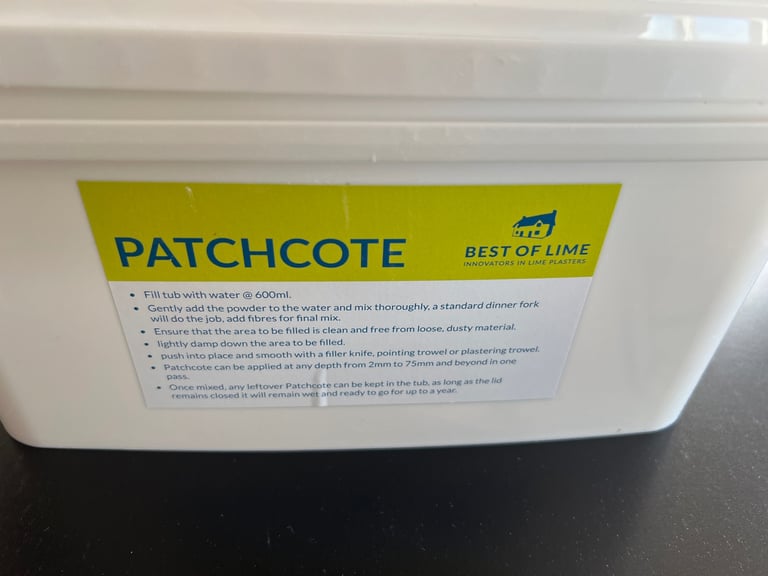 PATCHCOTE
BEST OF LIME
INNOVATORS IN LIME PLASTERS
• Fill tub with water @ 600ml.
• Gently add the powder to the water and mix thoroughly, a standard dinner fork
will do the job, add fibres for final mix.
• Ensure that the area to be filled is clean and free from loose, dusty material.
• lightly damp down the area to be filled.
• push into place and smooth with a filler knife, pointing trowel or plastering trowel.
• Patchcote can be applied at any depth from 2mm to 75mm and beyond in one
pass.
• Once mixed, any leftover Patchcote can be kept in the tub, as long as the lid
remains closed it will remain wet and ready to go for up to a year.